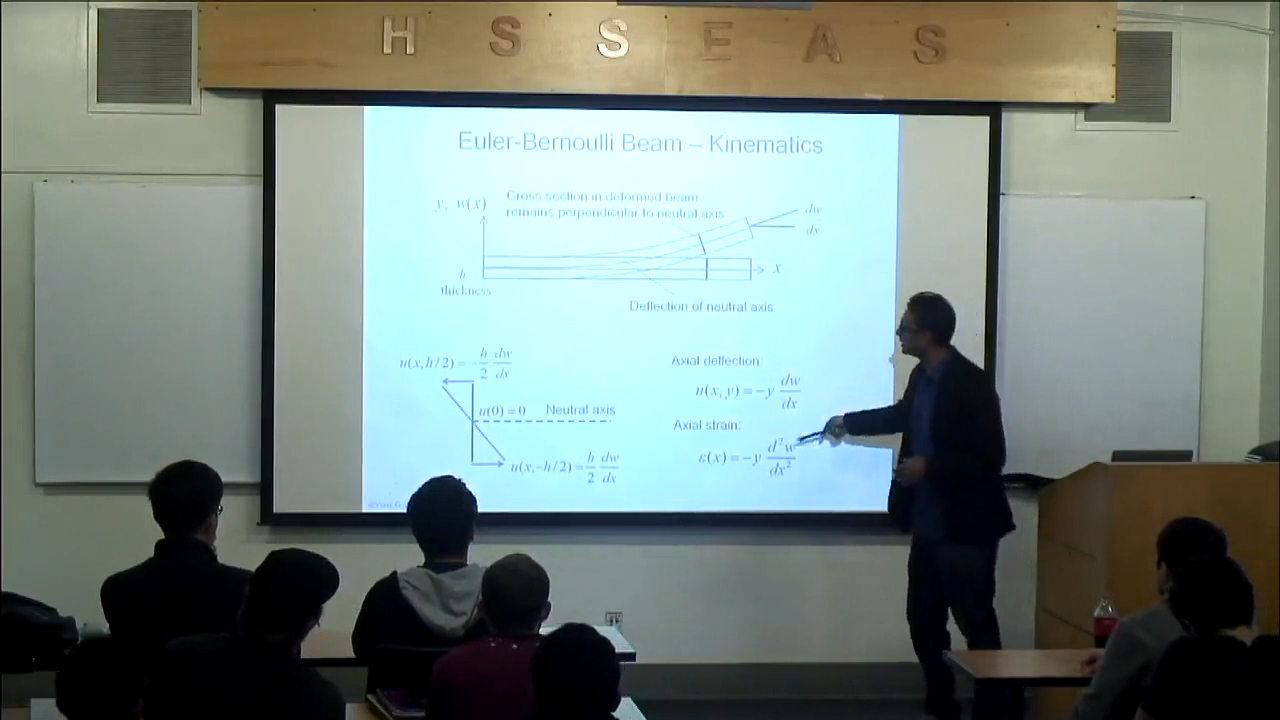 H S S E A S
Euler-Bernoulli Beam – Kinematics
y, w(x)
Cross section in deformed beam
remains perpendicular to neutral axis
dw
dx
h
thickness
x
Deflection of neutral axis
u(x,h/2) = -h/2 dw/dx
u(0) = 0 Neutral axis
u(x,-h/2) = h/2 dw/dx
Axial deflection:
u(x, y) = -y dw/dx
Axial strain:
ε(x) = -y d²w/dx²